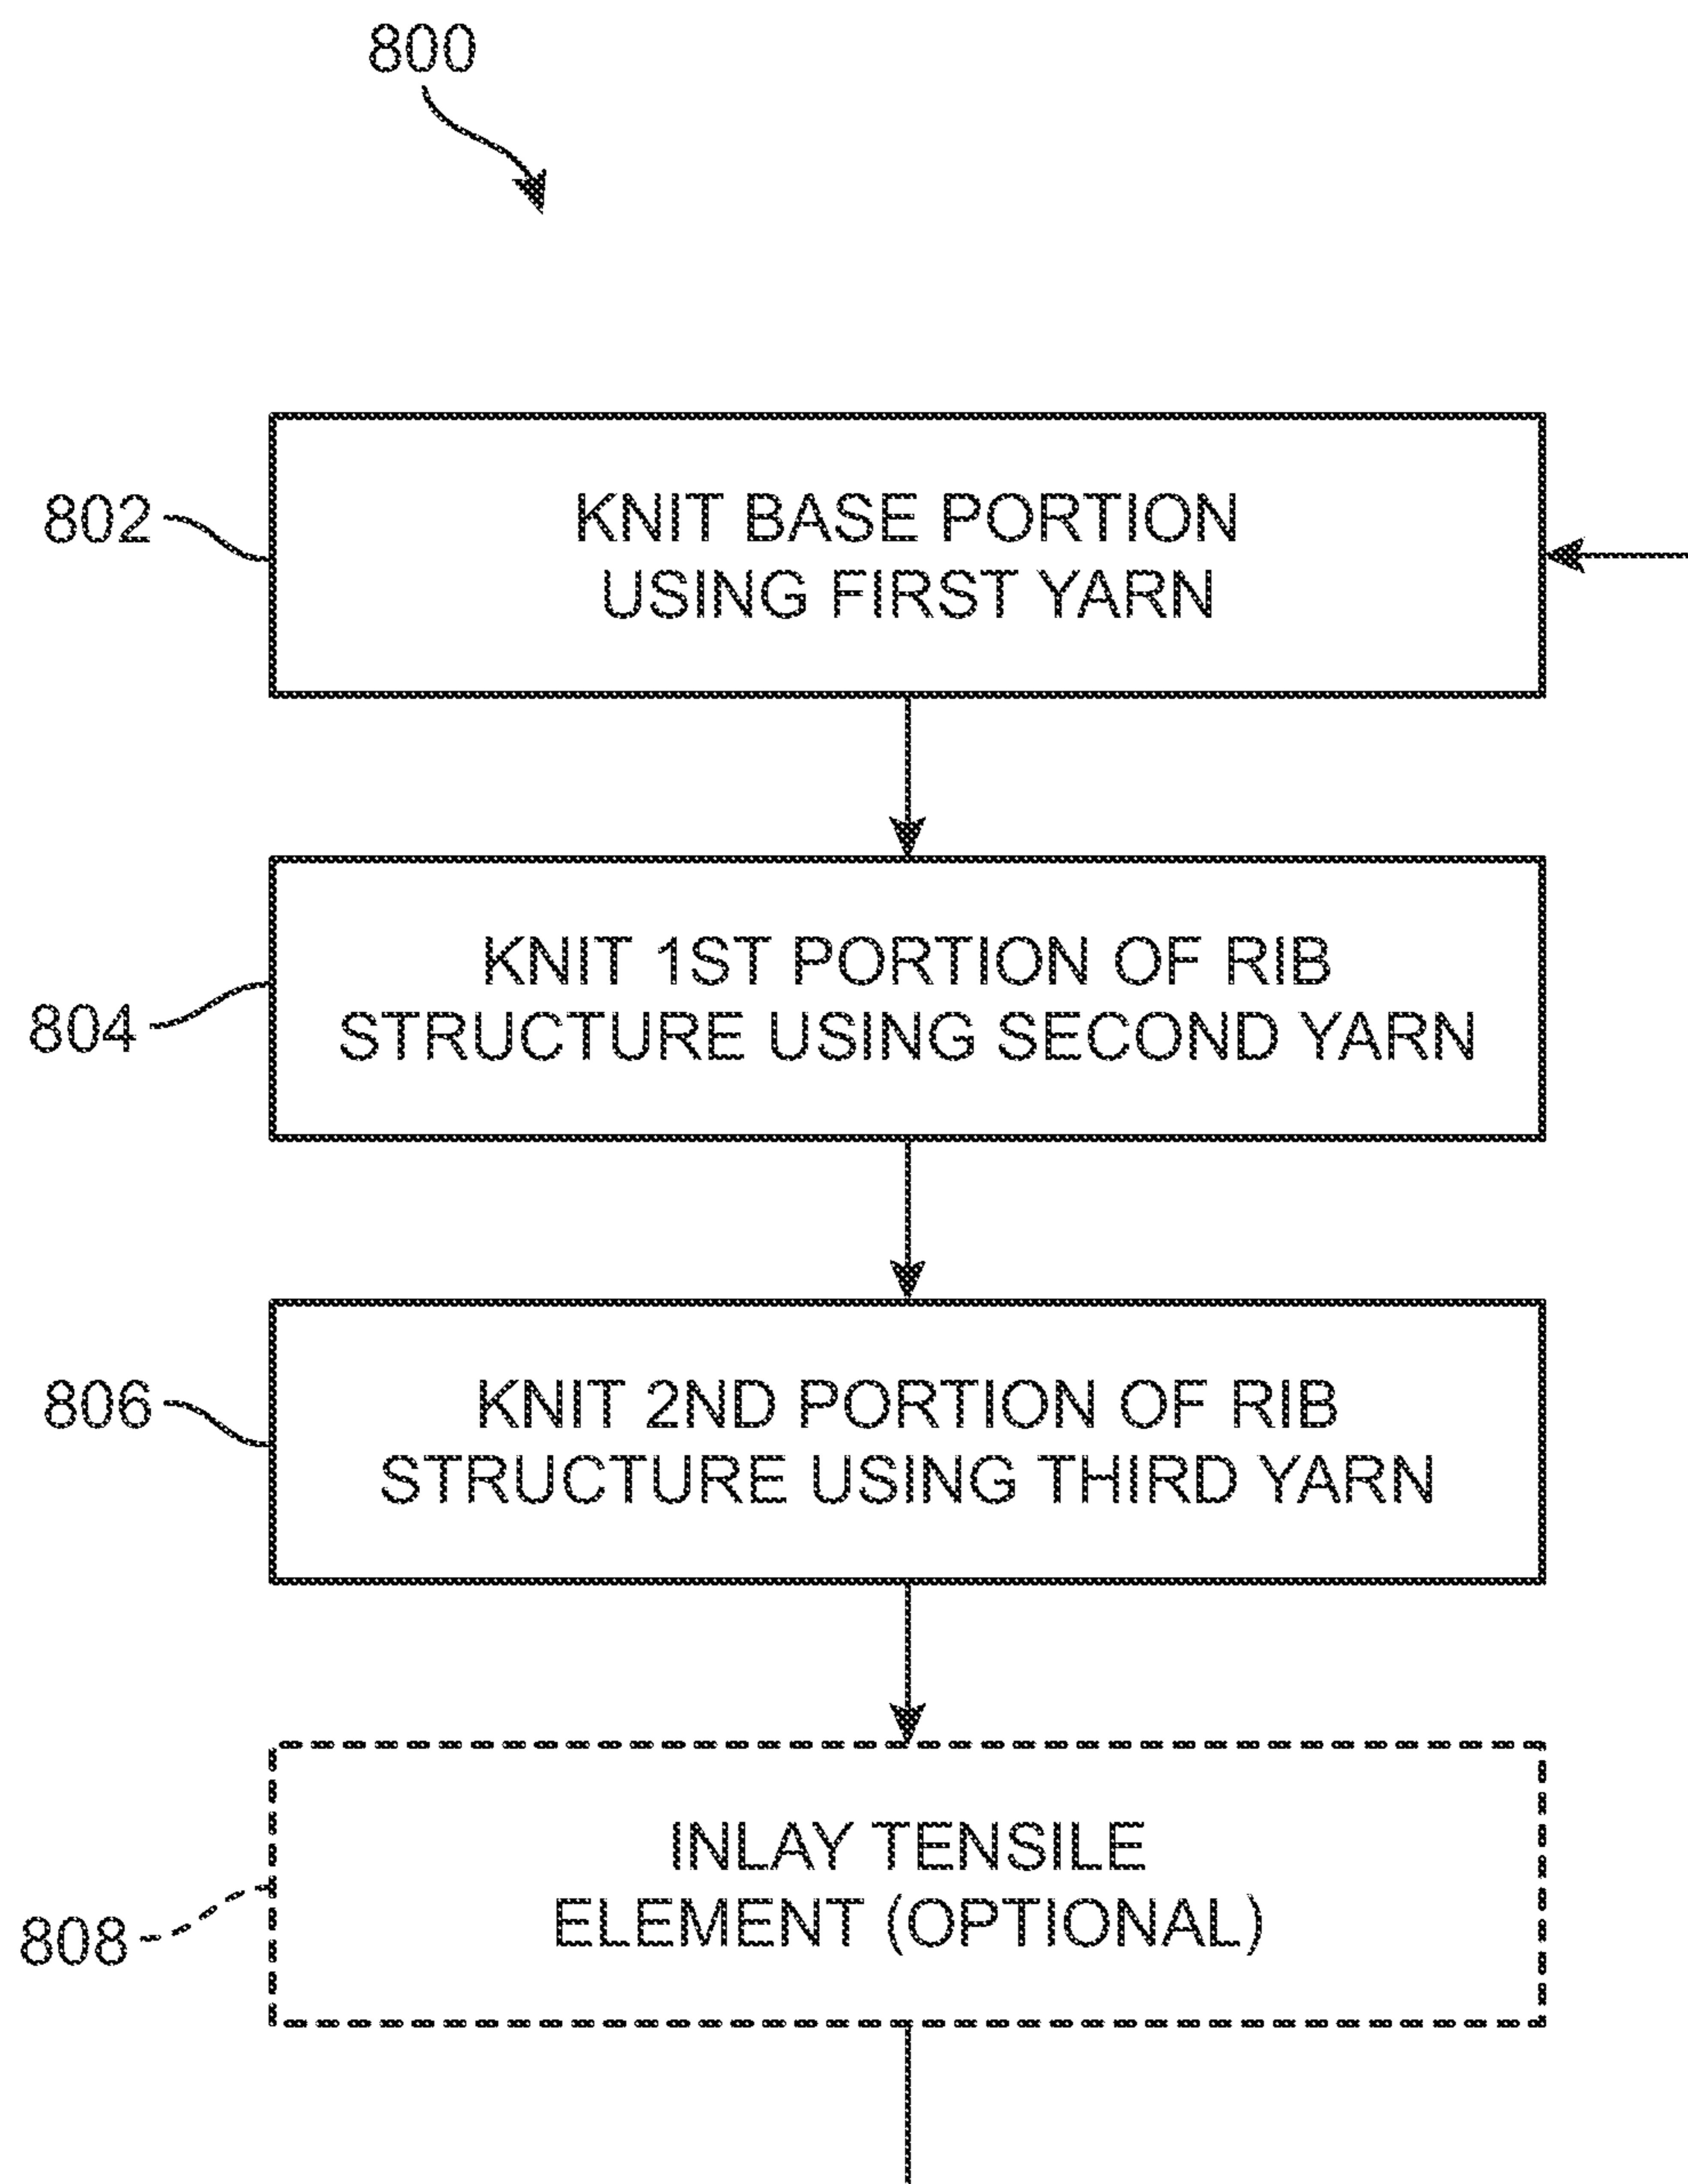 800
802
KNIT BASE PORTION
USING FIRST YARN
804
KNIT 1ST PORTION OF RIB
STRUCTURE USING SECOND YARN
806
KNIT 2ND PORTION OF RIB
STRUCTURE USING THIRD YARN
808
INLAY TENSILE
ELEMENT (OPTIONAL)